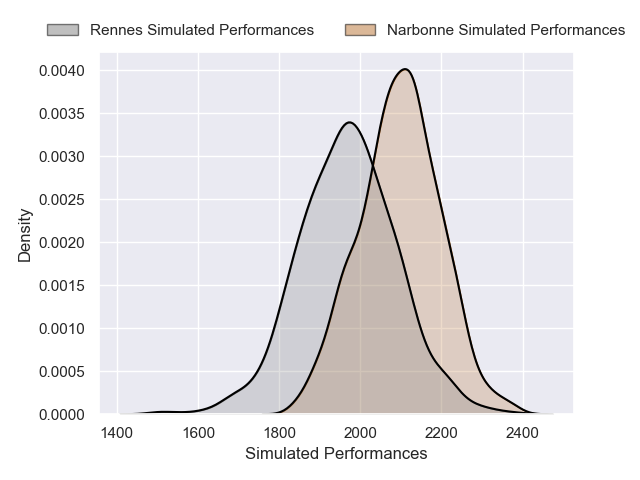 Rennes Simulated Performances Narbonne Simulated Performances
0.0040
0.0035
0.0030
0.0025
0.0020
0.0015
0.0010
0.0005
0.0000
Density
1400 1600 1800 2000 2200 2400
Simulated Performances